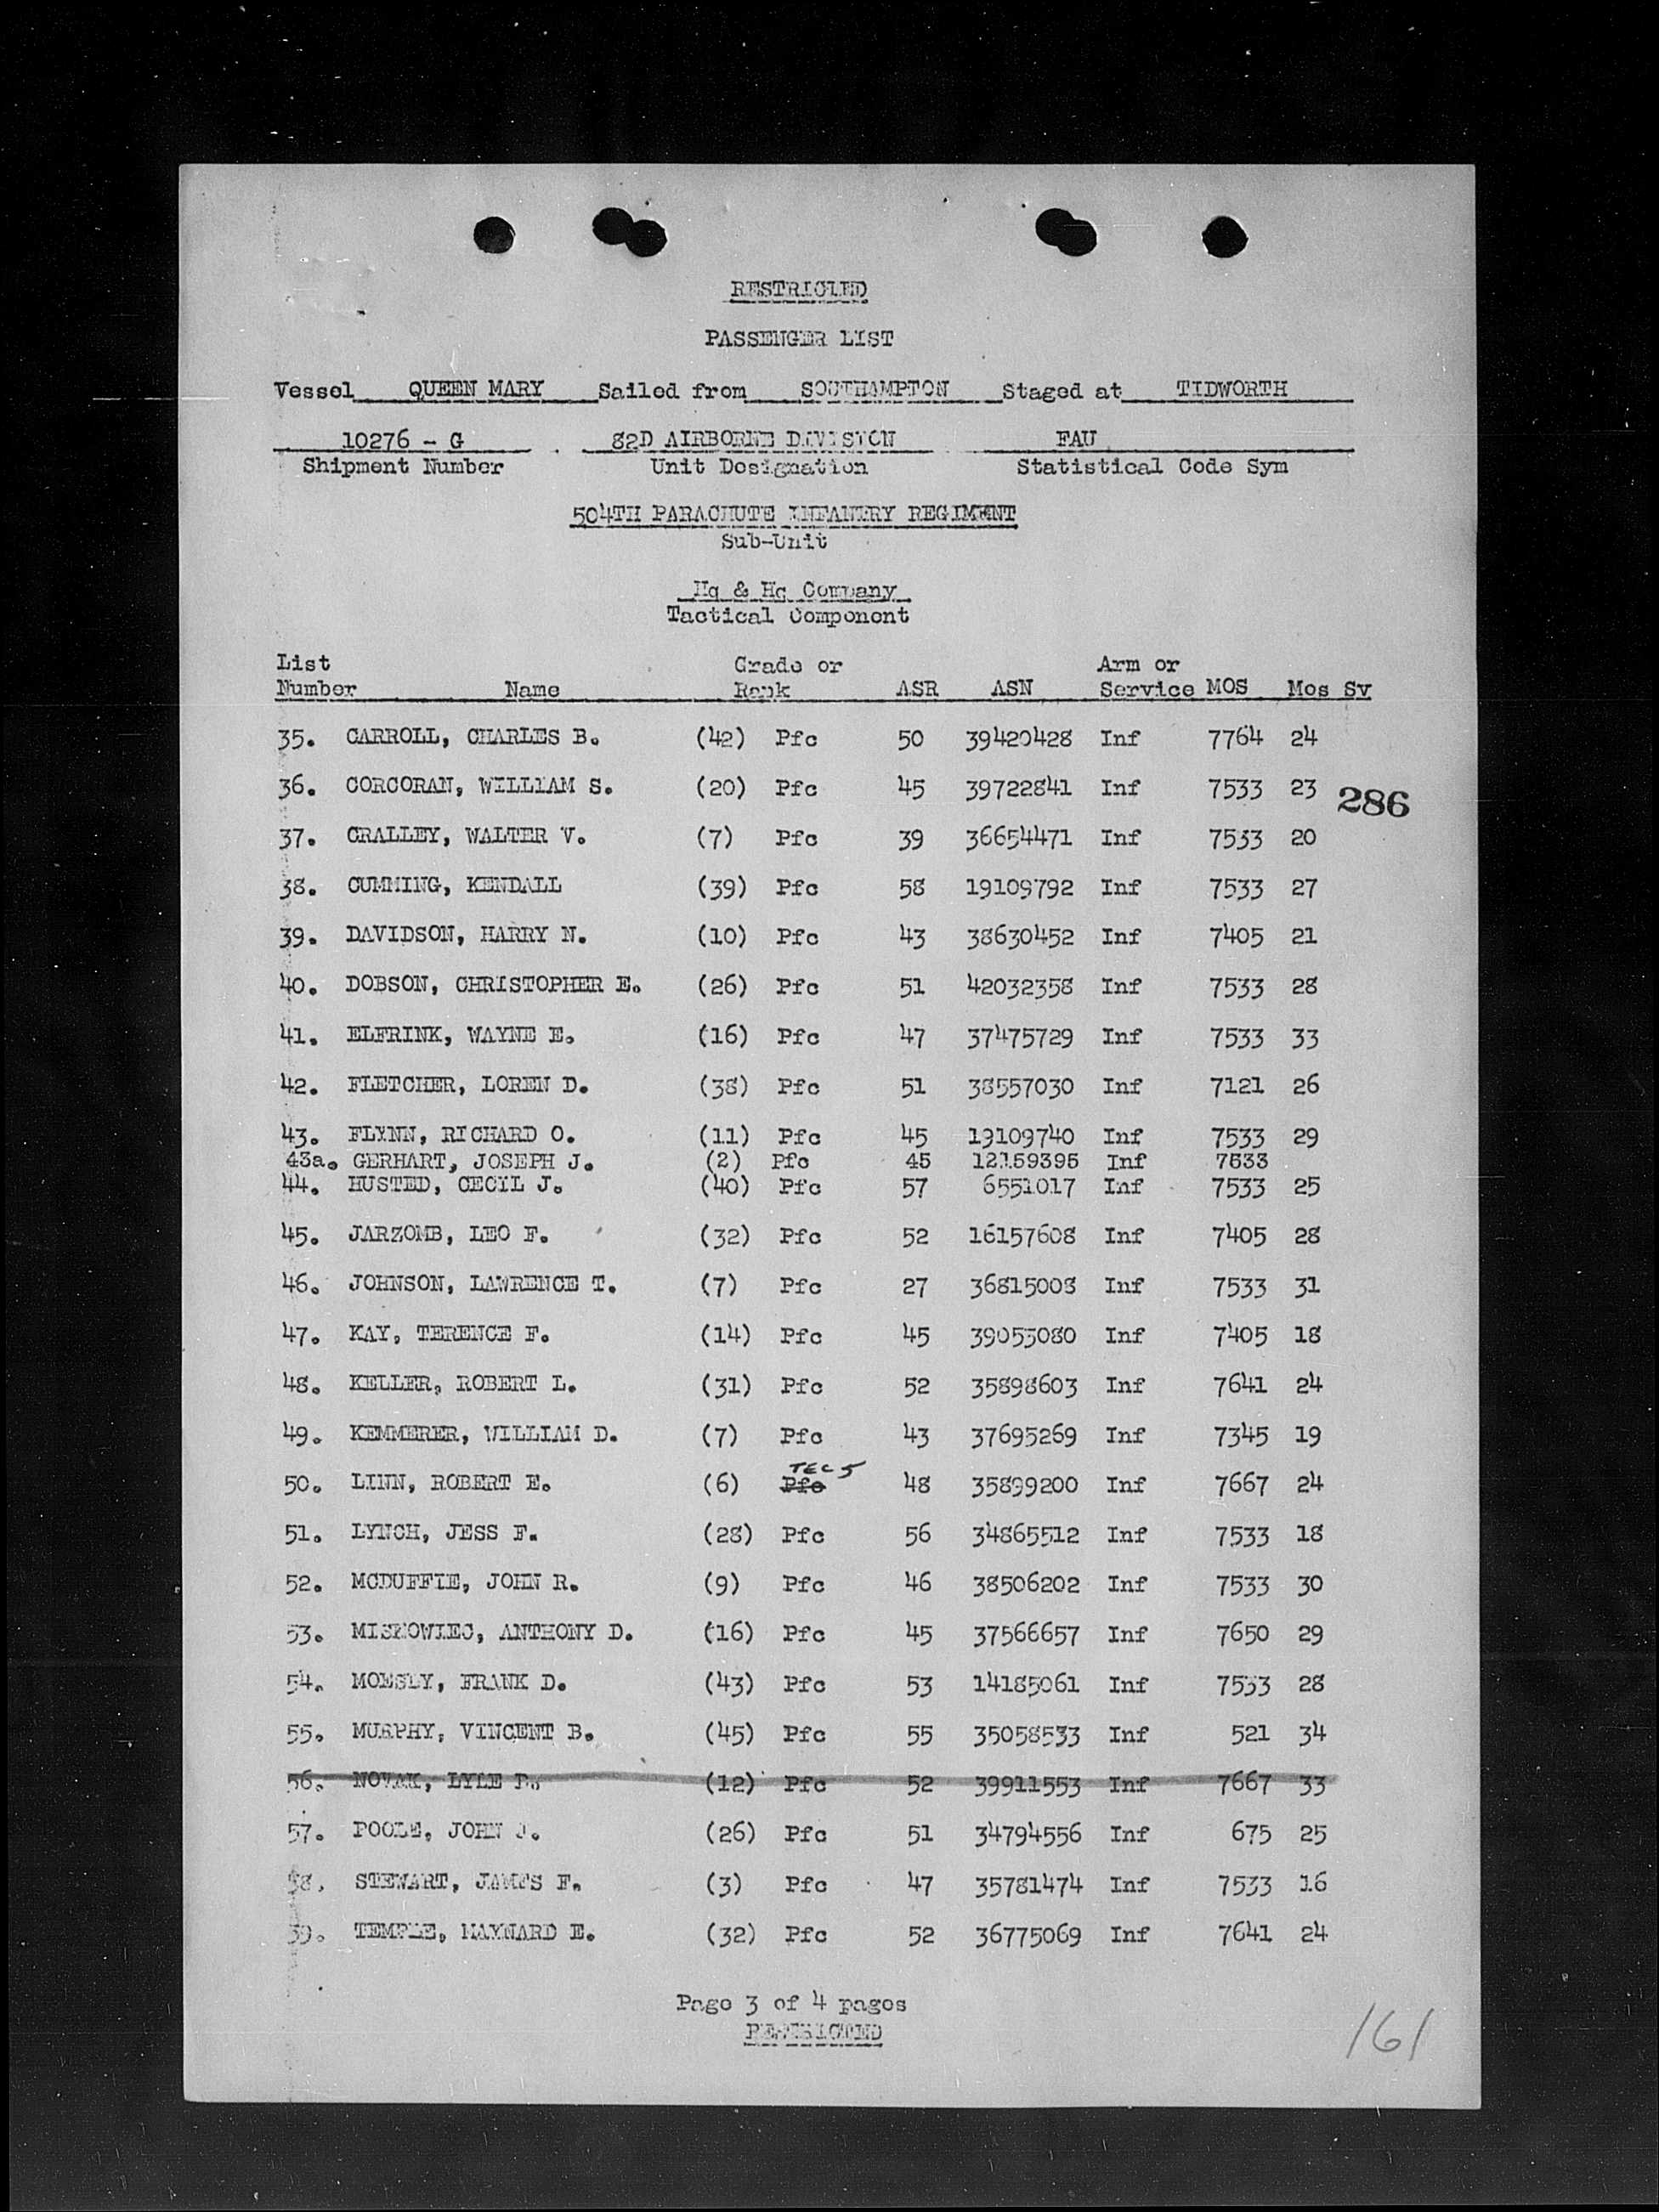 RESTRICTED
PASSENGER LIST
Vessel QUEEN MARY Sailed from SOUTHAMPTON Staged at TIDWORTH
10276 - G 82D AIRBORNE DIVISION FAU
Shipment Number Unit Designation Statistical Code Sym
504TH PARACHUTE INFANTRY REGIMENT
Sub-Unit
Hq & Hq Company
Tactical Component
List Grade or Arm or
Number Name Rank ASR ASN Service MOS Mos Sv
35. CARROLL, CHARLES B. (42) Pfc 50 39420428 Inf 7764 24
36. CORCORAN, WILLIAM S. (20) Pfc 45 39722841 Inf 7533 23 286
37. CRALLEY, WALTER V. (7) Pfc 39 36654471 Inf 7533 20
38. CUMMING, KENDALL (39) Pfc 58 19109792 Inf 7533 27
39. DAVIDSON, HARRY N. (10) Pfc 43 38630452 Inf 7405 21
40. DOBSON, CHRISTOPHER E. (26) Pfc 51 42032358 Inf 7533 28
41. ELFRINK, WAYNE E. (16) Pfc 47 37475729 Inf 7533 33
42. FLETCHER, LOREN D. (38) Pfc 51 38557030 Inf 7121 26
43. FLYNN, RICHARD O. (11) Pfc 45 19109740 Inf 7533 29
43a. GERHART, JOSEPH J. (2) Pfc 45 12159395 Inf 7533
44. HUSTED, CECIL J. (40) Pfc 57 6551017 Inf 7533 25
45. JARZOMB, LEO F. (32) Pfc 52 16157608 Inf 7405 28
46. JOHNSON, LAWRENCE T. (7) Pfc 27 36815008 Inf 7533 31
47. KAY, TERENCE F. (14) Pfc 45 39055080 Inf 7405 18
48. KELLER, ROBERT L. (31) Pfc 52 35898603 Inf 7641 24
49. KEMMERER, WILLIAM D. (7) Pfc 43 37695269 Inf 7345 19
TEC 5
50. LINN, ROBERT E. (6) Pfc 48 35899200 Inf 7667 24
51. LYNCH, JESS F. (28) Pfc 56 34865512 Inf 7533 18
52. MCDUFFIE, JOHN R. (9) Pfc 46 38506202 Inf 7533 30
53. ANTHONY D. (16) Pfc 45 37566657 Inf 7650 29
54. FRANK D. (43) Pfc 53 14185061 Inf 7533 28
55. MURPHY, VINCENT B. (45) Pfc 55 35058533 Inf 521 34
56. NOVAK, LYLE (12) Pfc 52 39911553 Inf 7667 33
57. POOLE, JOHN J. (26) Pfc 51 34794556 Inf 675 25
58. STEWART, JAMES F. (3) Pfc 47 35781474 Inf 7533 16
59. TEMPLE, MAYNARD E. (32) Pfc 52 36775069 Inf 7641 24
Page 3 of 4 pages
RESTRICTED
161